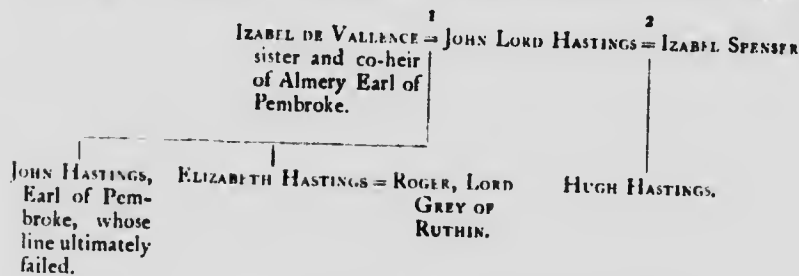 1 2
IZABEL DE VALLENCE = JOHN LORD HASTINGS = IZABEL SPENSER
sister and co-heir
of Almery Earl of
Pembroke.
JOHN HASTINGS,
Earl of Pem-
broke, whose
line ultimately
failed.
ELIZABETH HASTINGS = ROGER, LORD
GREY OF
RUTHIN.
HUGH HASTINGS.